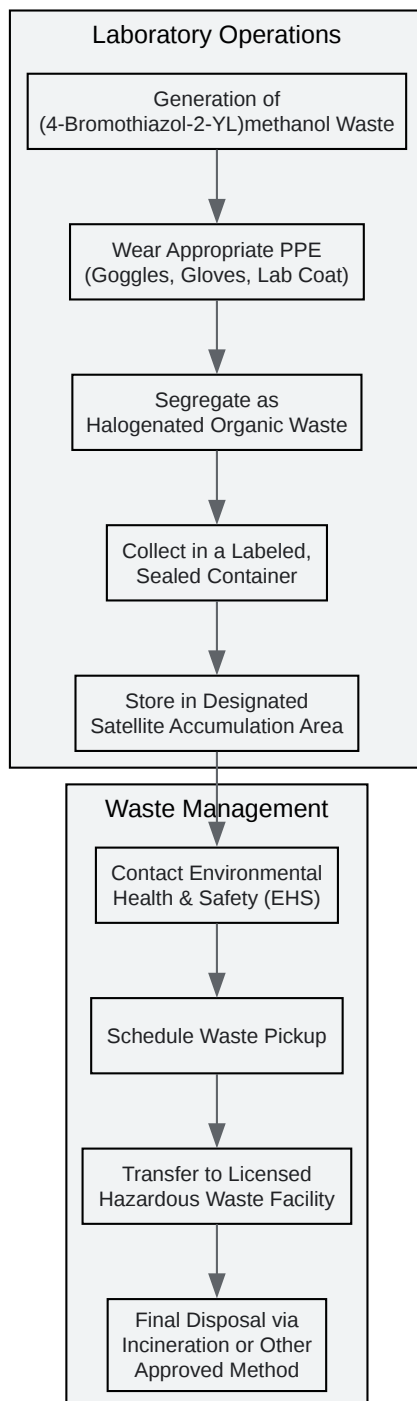 Laboratory Operations
Generation of
(4-Bromothiazol-2-YL)methanol Waste
Wear Appropriate PPE
(Goggles, Gloves, Lab Coat)
Segregate as
Halogenated Organic Waste
Collect in a Labeled,
Sealed Container
Store in Designated
Satellite Accumulation Area
Waste Management
Contact Environmental
Health & Safety (EHS)
Schedule Waste Pickup
Transfer to Licensed
Hazardous Waste Facility
Final Disposal via
Incineration or Other
Approved Method